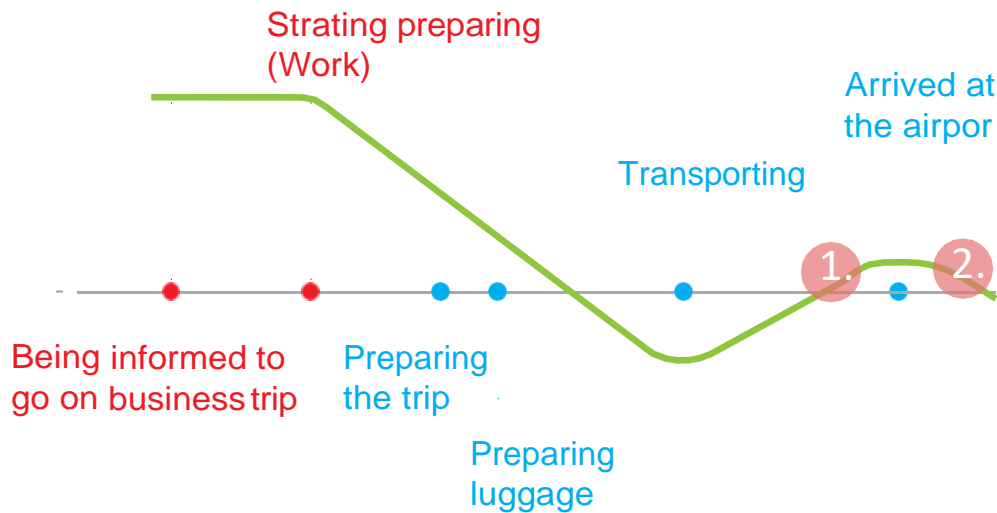 Strating preparing
(Work)
Arrived at
the airpor
Transporting
1.
2.
Being informed to
go on business trip
Preparing
the trip
Preparing
luggage